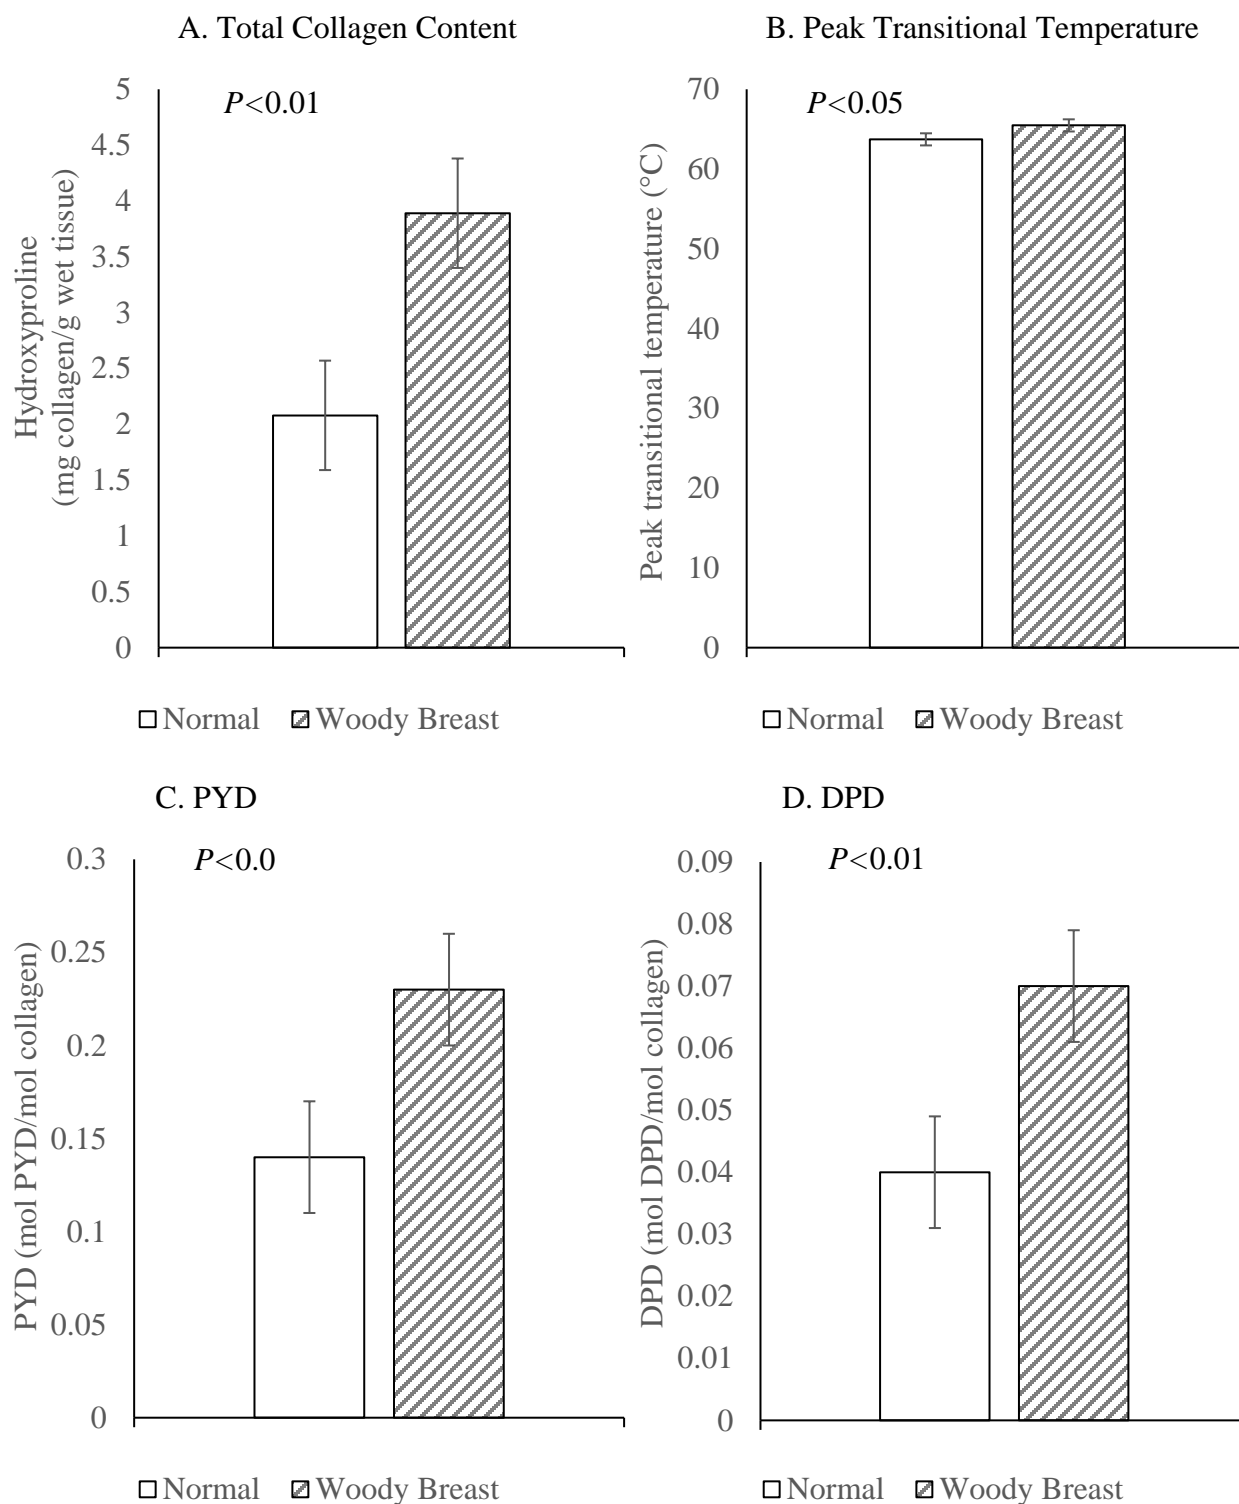 A. Total Collagen Content
P<0.01
Hydroxyproline
(mg collagen/g wet tissue)
5
4.5
4
3.5
3
2.5
2
1.5
1
0.5
0
Normal Woody Breast
B. Peak Transitional Temperature
P<0.05
Peak transitional temperature (°C)
70
60
50
40
30
20
10
0
Normal Woody Breast
C. PYD
P<0.0
PYD (mol PYD/mol collagen)
0.3
0.25
0.2
0.15
0.1
0.05
0
Normal Woody Breast
D. DPD
P<0.01
DPD (mol DPD/mol collagen)
0.09
0.08
0.07
0.06
0.05
0.04
0.03
0.02
0.01
0
Normal Woody Breast